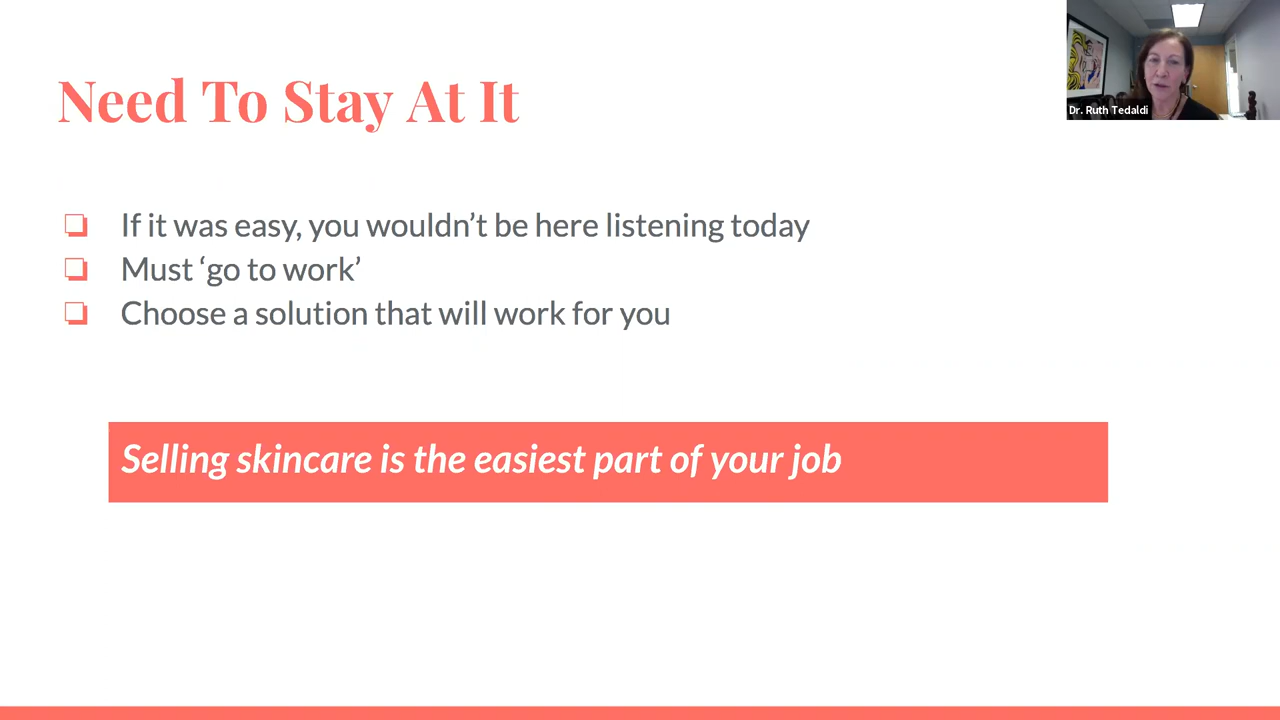 Need To Stay At It
Dr. Ruth Tedaldi
If it was easy, you wouldn’t be here listening today
Must ‘go to work’
Choose a solution that will work for you
Selling skincare is the easiest part of your job